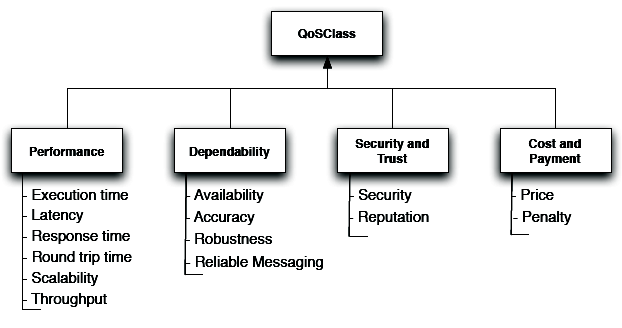 QoSClass
Performance
- Execution time
- Latency
- Response time
- Round trip time
- Scalability
- Throughput
Dependability
- Availability
- Accuracy
- Robustness
- Reliable Messaging
Security and
Trust
- Security
- Reputation
Cost and
Payment
- Price
- Penalty